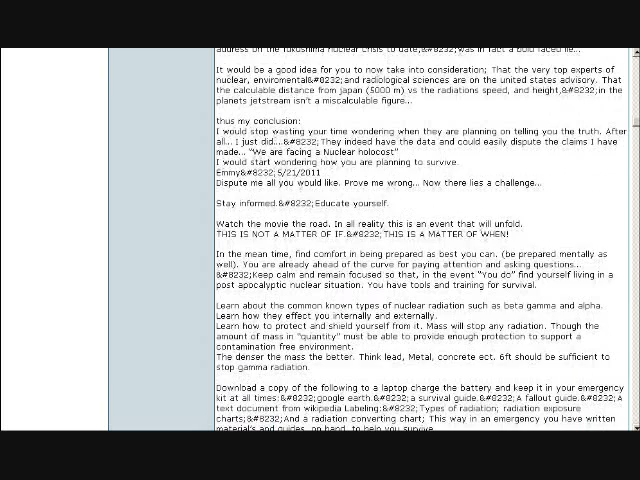 address on the fukushima nuclear crisis to date,&#8232;was in fact a bold faced lie...
It would be a good idea for you to now take into consideration; That the very top experts of
nuclear, enviromental&#8232;and radiological sciences are on the united states advisory. That
the calculable distance from japan (5000 m) vs the radiations speed, and height,&#8232;in the
planets jetstream isn't a miscalculable figure...
thus my conclusion:
I would stop wasting your time wondering when they are planning on telling you the truth. After
all... I just did...&#8232;They indeed have the data and could easily dispute the claims I have
made... "We are facing a Nuclear holocost"
I would start wondering how you are planning to survive.
Emmy&#8232;5/21/2011
Dispute me all you would like. Prove me wrong... Now there lies a challenge...
Stay informed.&#8232;Educate yourself.
Watch the movie the road. In all reality this is an event that will unfold.
THIS IS NOT A MATTER OF IF.&#8232;THIS IS A MATTER OF WHEN!
In the mean time, find comfort in being prepared as best you can. (be prepared mentally as
well). You are already ahead of the curve for paying attention and asking questions...
&#8232;Keep calm and remain focused so that, in the event "You do" find yourself living in a
post apocalyptic nuclear situation. You have tools and training for survival.
Learn about the common known types of nuclear radiation such as beta gamma and alpha.
Learn how they effect you internally and externally.
Learn how to protect and shield yourself from it. Mass will stop any radiation. Though the
amount of mass in "quantity" must be able to provide enough protection to support a
contamination free environment.
The denser the mass the better. Think lead, Metal, concrete ect. 6ft should be sufficient to
stop gamma radiation.
Download a copy of the following to a laptop charge the battery and keep it in your emergency
kit at all times:&#8232;google earth.&#8232;a survival guide.&#8232;A fallout guide.&#8232;A
text document from wikipedia Labeling:&#8232;Types of radiation; radiation exposure
charts;&#8232;And a radiation converting chart; This way in an emergency you have written
material's and guides, on hand, to help you survive.